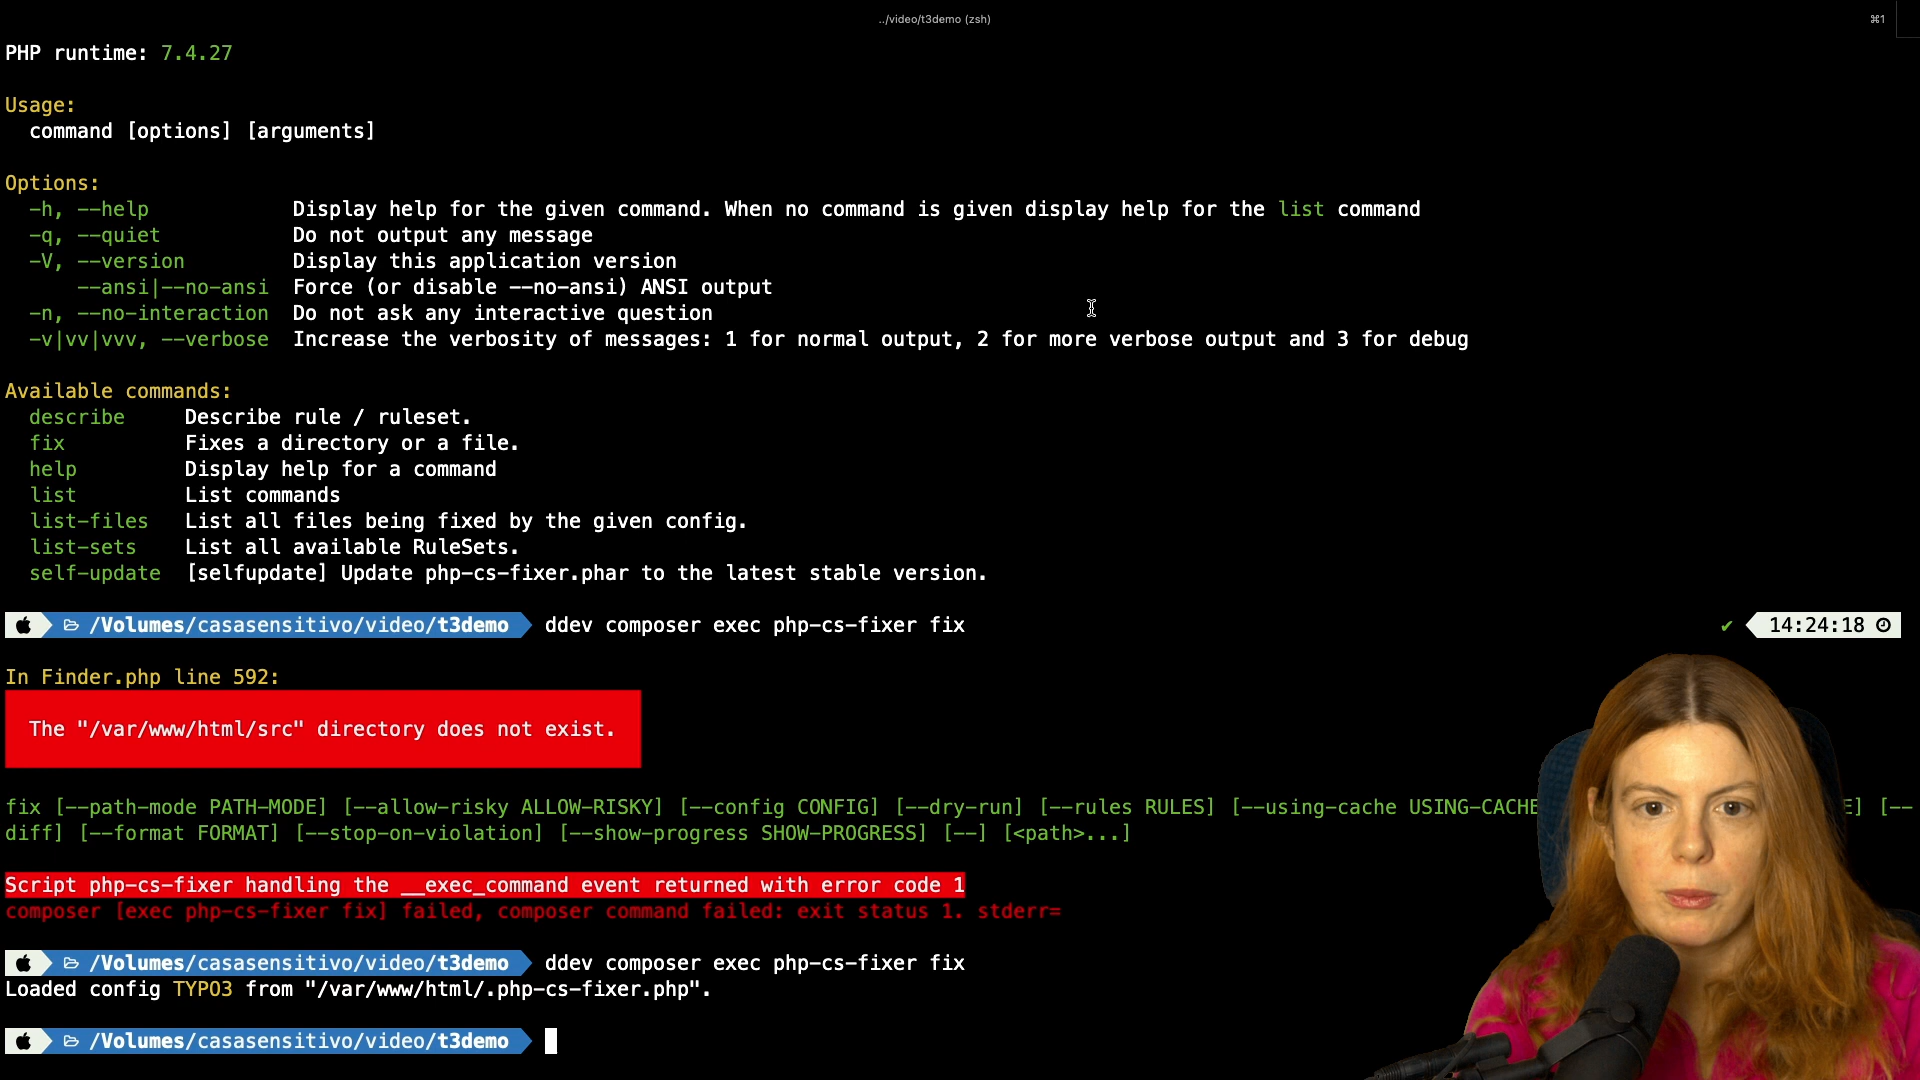 ../video/t3demo (zsh)
⌘1
PHP runtime: 7.4.27
Usage:
command [options] [arguments]
Options:
-h, --help Display help for the given command. When no command is given display help for the list command
-q, --quiet Do not output any message
-V, --version Display this application version
--ansi|--no-ansi Force (or disable --no-ansi) ANSI output
-n, --no-interaction Do not ask any interactive question
-v|vv|vvv, --verbose Increase the verbosity of messages: 1 for normal output, 2 for more verbose output and 3 for debug
Available commands:
describe Describe rule / ruleset.
fix Fixes a directory or a file.
help Display help for a command
list List commands
list-files List all files being fixed by the given config.
list-sets List all available RuleSets.
self-update [selfupdate] Update php-cs-fixer.phar to the latest stable version.
/Volumes/casasensitivo/video/t3demo ddev composer exec php-cs-fixer fix ✔ 14:24:18
In Finder.php line 592:
The "/var/www/html/src" directory does not exist.
fix [--path-mode PATH-MODE] [--allow-risky ALLOW-RISKY] [--config CONFIG] [--dry-run] [--rules RULES] [--using-cache USING-CACHE E] [--
diff] [--format FORMAT] [--stop-on-violation] [--show-progress SHOW-PROGRESS] [--] [<path>...]
Script php-cs-fixer handling the __exec_command event returned with error code 1
composer [exec php-cs-fixer fix] failed, composer command failed: exit status 1. stderr=
/Volumes/casasensitivo/video/t3demo ddev composer exec php-cs-fixer fix
Loaded config TYPO3 from "/var/www/html/.php-cs-fixer.php".
/Volumes/casasensitivo/video/t3demo